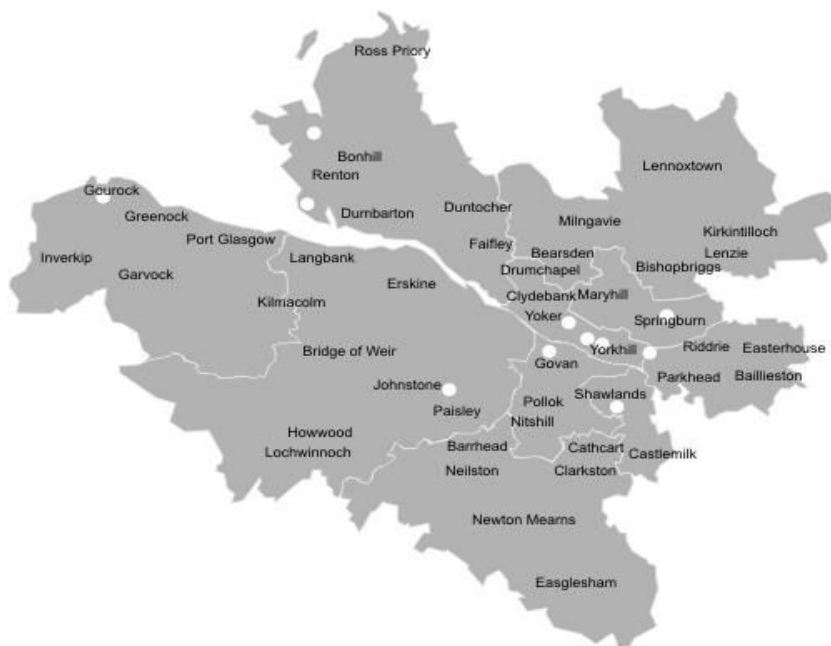 Ross Priory
Bonhill
Lennoxtown
Renton
Gourock
Greenock
Dumbarton
Duntocher
Milngavie
Kirkintilloch
Port Glasgow
Faifley
Bearsden
Lenzie
Inverkip
Langbank
Drumchapel
Bishopbriggs
Garvock
Erskine
Clydebank
Maryhill
Kilmacolm
Yoker
Springburn
Bridge of Weir
Govan
Yorkhill
Riddrie
Easterhouse
Johnstone
Parkhead
Baillieston
Paisley
Pollok
Shawlands
Nitshill
Howwood
Barrhead
Cathcart
Lochwinnoch
Castlemilk
Neilston
Clarkston
Newton Mearns
Easglesham